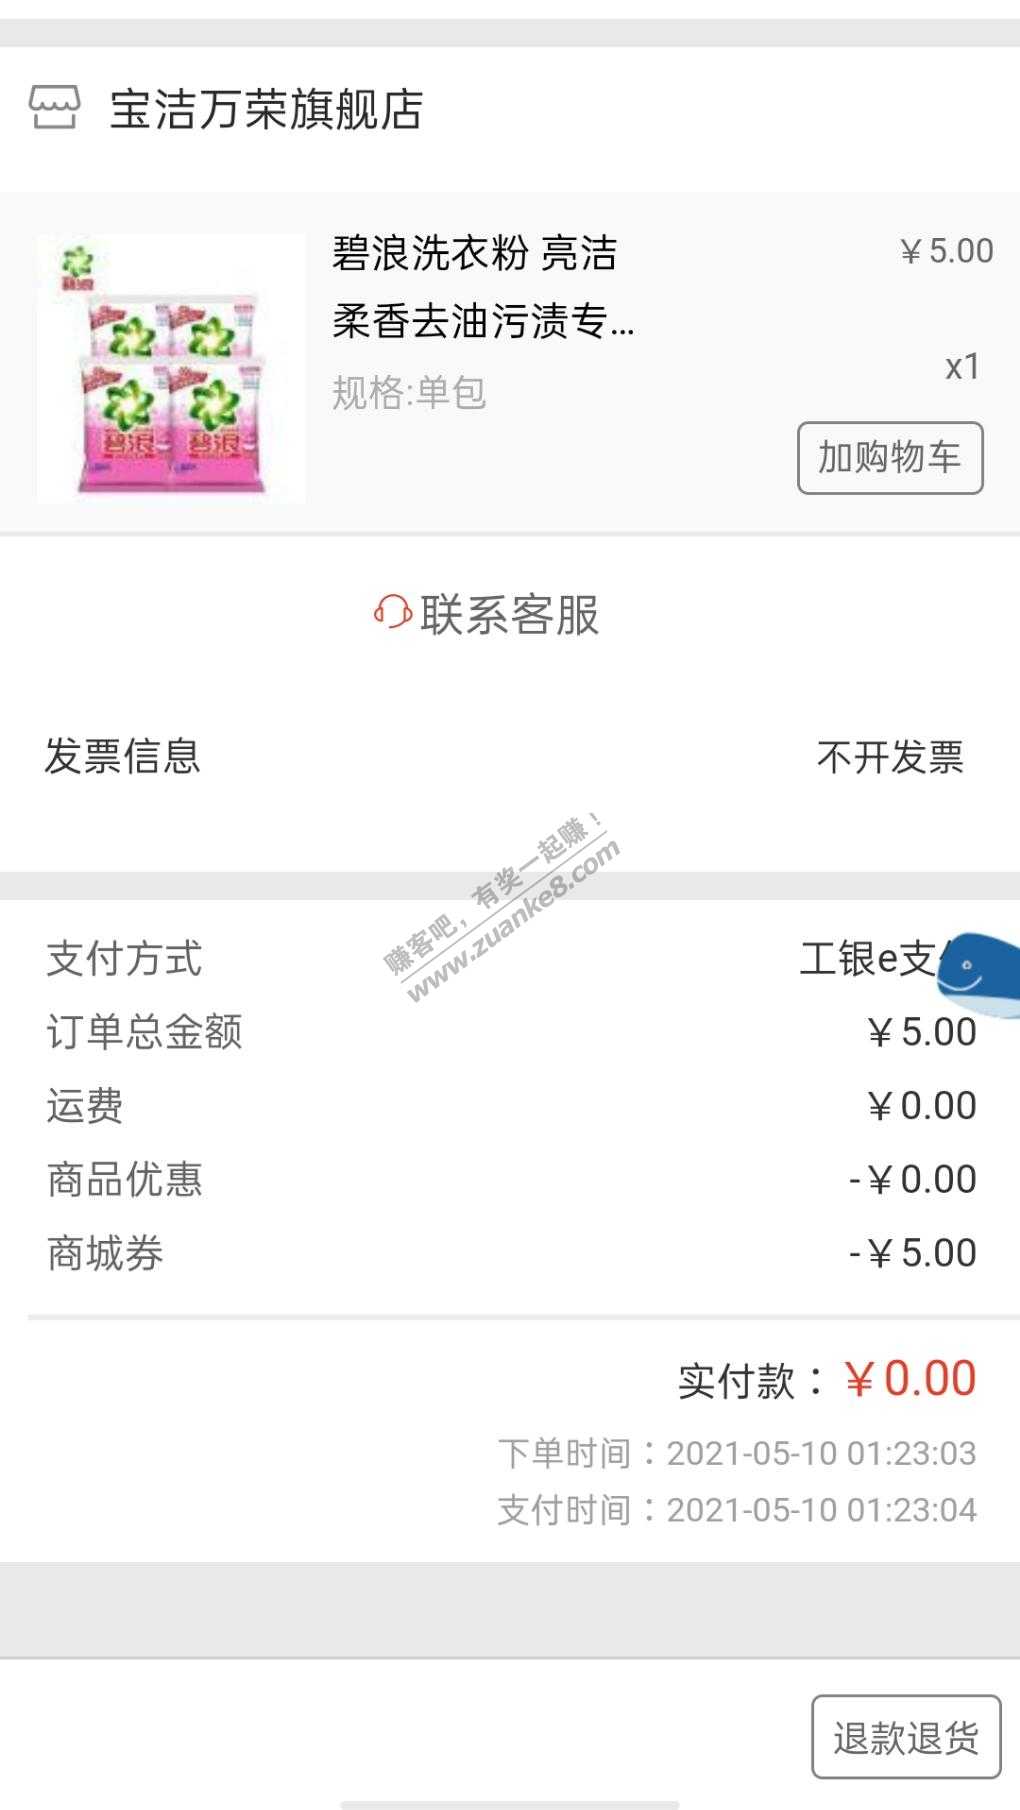 宝洁万荣旗舰店
碧浪
碧浪洗衣粉 亮洁
¥5.00
柔香去油污渍专...
x1
规格:单包
碧浪 碧浪
加购物车
联系客服
发票信息
不开发票
赚客吧，有奖一起赚！
www.zuanke8.com
支付方式
工银e支
订单总金额
¥5.00
运费
¥0.00
商品优惠
-¥0.00
商城券
-¥5.00
实付款：¥0.00
下单时间：2021-05-10 01:23:03
支付时间：2021-05-10 01:23:04
退款退货